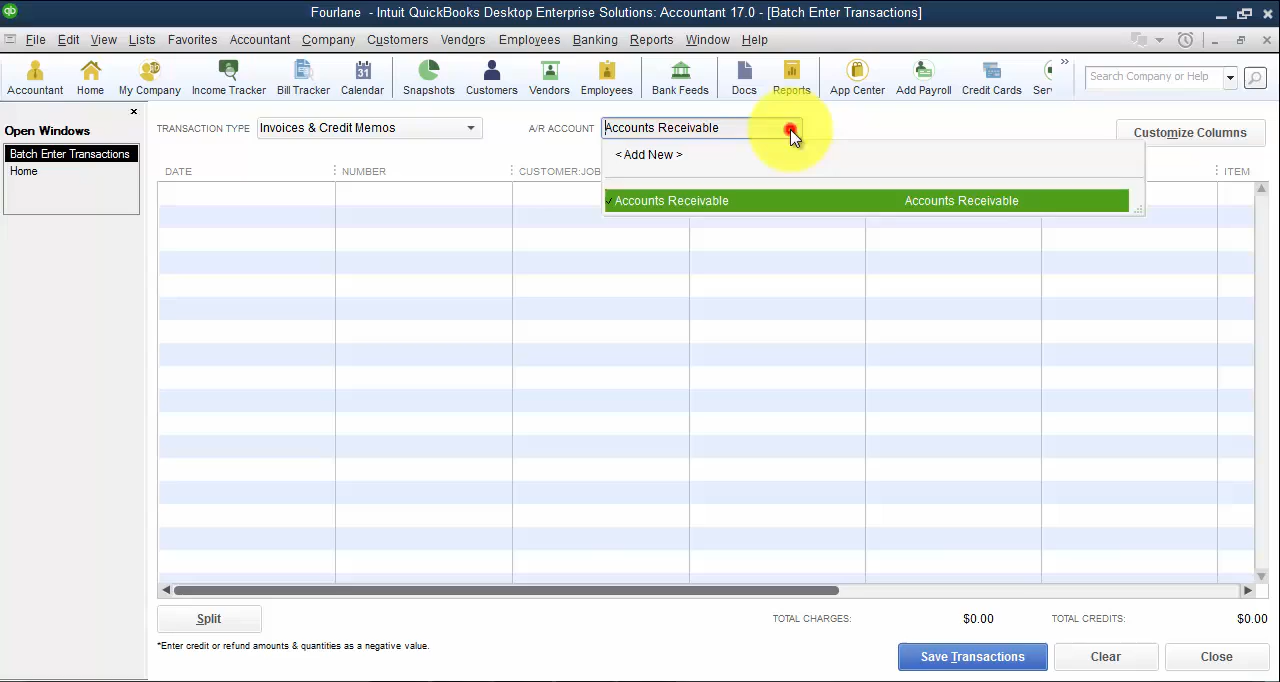 Fourlane - Intuit QuickBooks Desktop Enterprise Solutions: Accountant 17.0 - [Batch Enter Transactions]
File Edit View Lists Favorites Accountant Company Customers Vendors Employees Banking Reports Window Help
Accountant Home My Company Income Tracker Bill Tracker Calendar Snapshots Customers Vendors Employees Bank Feeds Docs Reports App Center Add Payroll Credit Cards Ser
Search Company or Help
Open Windows
Batch Enter Transactions
Home
TRANSACTION TYPE Invoices & Credit Memos A/R ACCOUNT Accounts Receivable Customize Columns
< Add New >
Accounts Receivable Accounts Receivable
DATE NUMBER CUSTOMER:JOB ITEM
Split TOTAL CHARGES: $0.00 TOTAL CREDITS: $0.00
*Enter credit or refund amounts & quantities as a negative value.
Save Transactions Clear Close